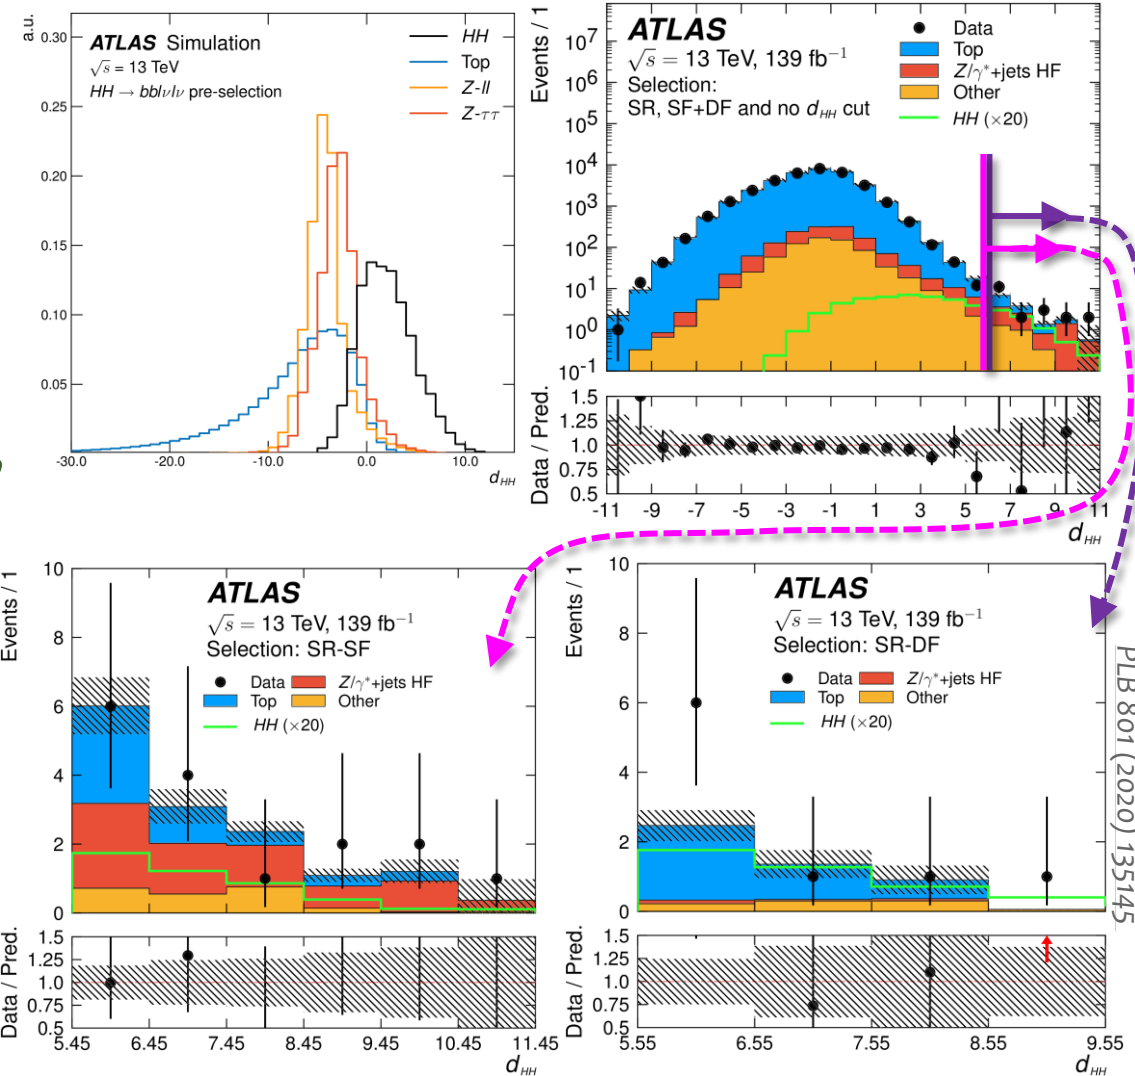 a.u.
0.30
0.25
0.20
0.15
0.10
0.05
ATLAS Simulation
√s = 13 TeV
HH → bblνlν pre-selection
HH
Top
Z-ll
Z-ττ
-30.0 -20.0 -10.0 0.0 10.0
d_HH
Events / 1
10⁷
10⁶
10⁵
10⁴
10³
10²
10
1
10⁻¹
ATLAS
√s = 13 TeV, 139 fb⁻¹
Selection:
SR, SF+DF and no d_HH cut
Data
Top
Z/γ*+jets HF
Other
HH (×20)
Data / Pred.
1.5
1.25
1.0
0.75
0.5
-11 -9 -7 -5 -3 -1 1 3 5 7 9 11
d_HH
Events / 1
10
8
6
4
2
0
ATLAS
√s = 13 TeV, 139 fb⁻¹
Selection: SR-SF
Data Z/γ*+jets HF
Top Other
HH (×20)
Data / Pred.
1.5
1.25
1.0
0.75
0.5
5.45 6.45 7.45 8.45 9.45 10.45 11.45
d_HH
Events / 1
10
8
6
4
2
0
ATLAS
√s = 13 TeV, 139 fb⁻¹
Selection: SR-DF
Data Z/γ*+jets HF
Top Other
HH (×20)
Data / Pred.
1.5
1.25
1.0
0.75
0.5
5.55 6.55 7.55 8.55 9.55
d_HH
PLB 801 (2020) 135145